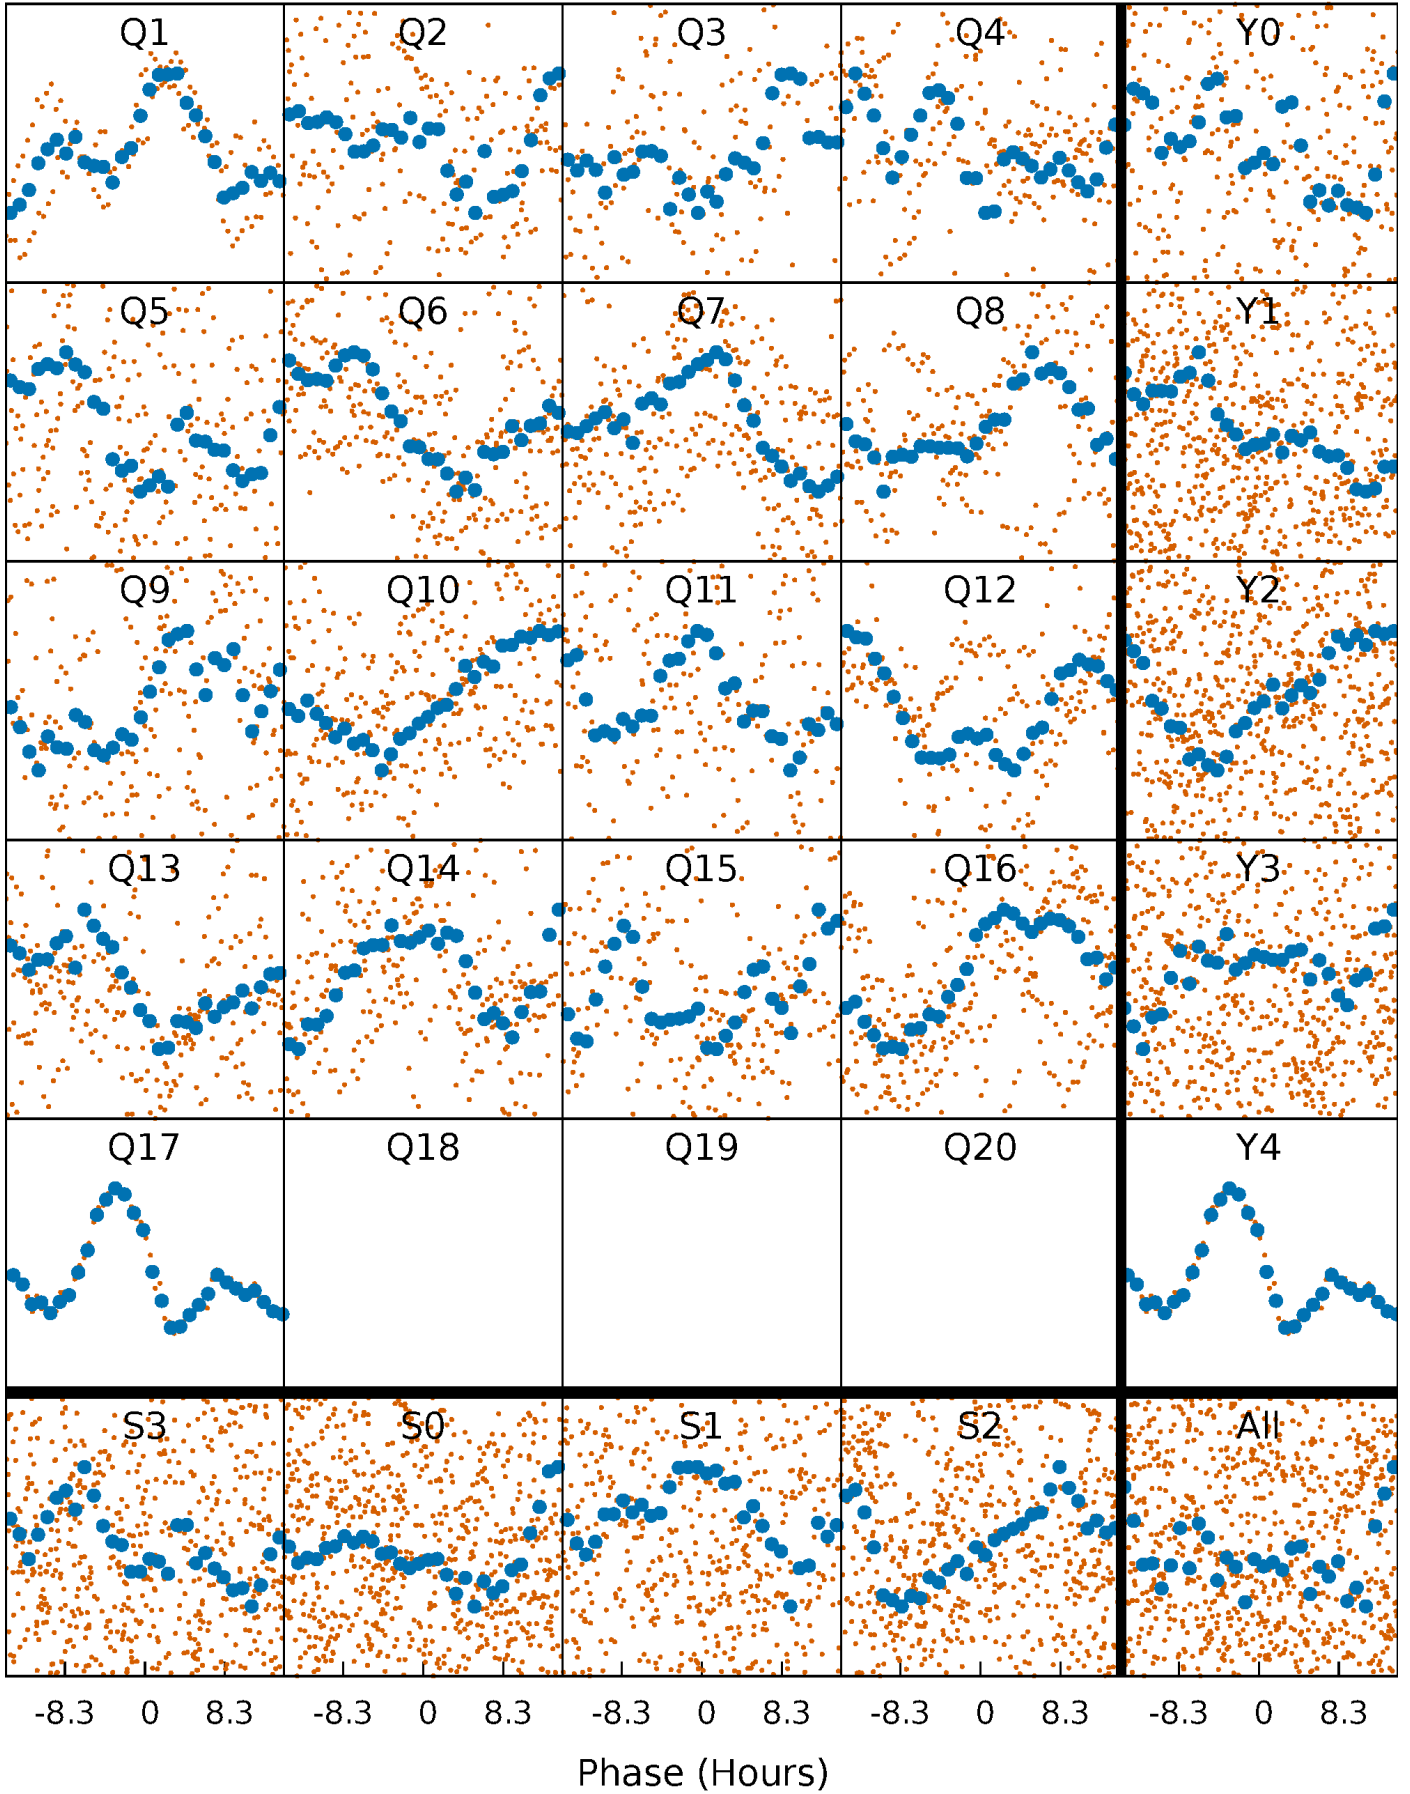 Q1 Q2 Q3 Q4 Y0
Q5 Q6 Q7 Q8 Y1
Q9 Q10 Q11 Q12 Y2
Q13 Q14 Q15 Q16 Y3
Q17 Q18 Q19 Q20 Y4
S3 S0 S1 S2 All
-8.3 0 8.3 -8.3 0 8.3 -8.3 0 8.3 -8.3 0 8.3 -8.3 0 8.3
Phase (Hours)